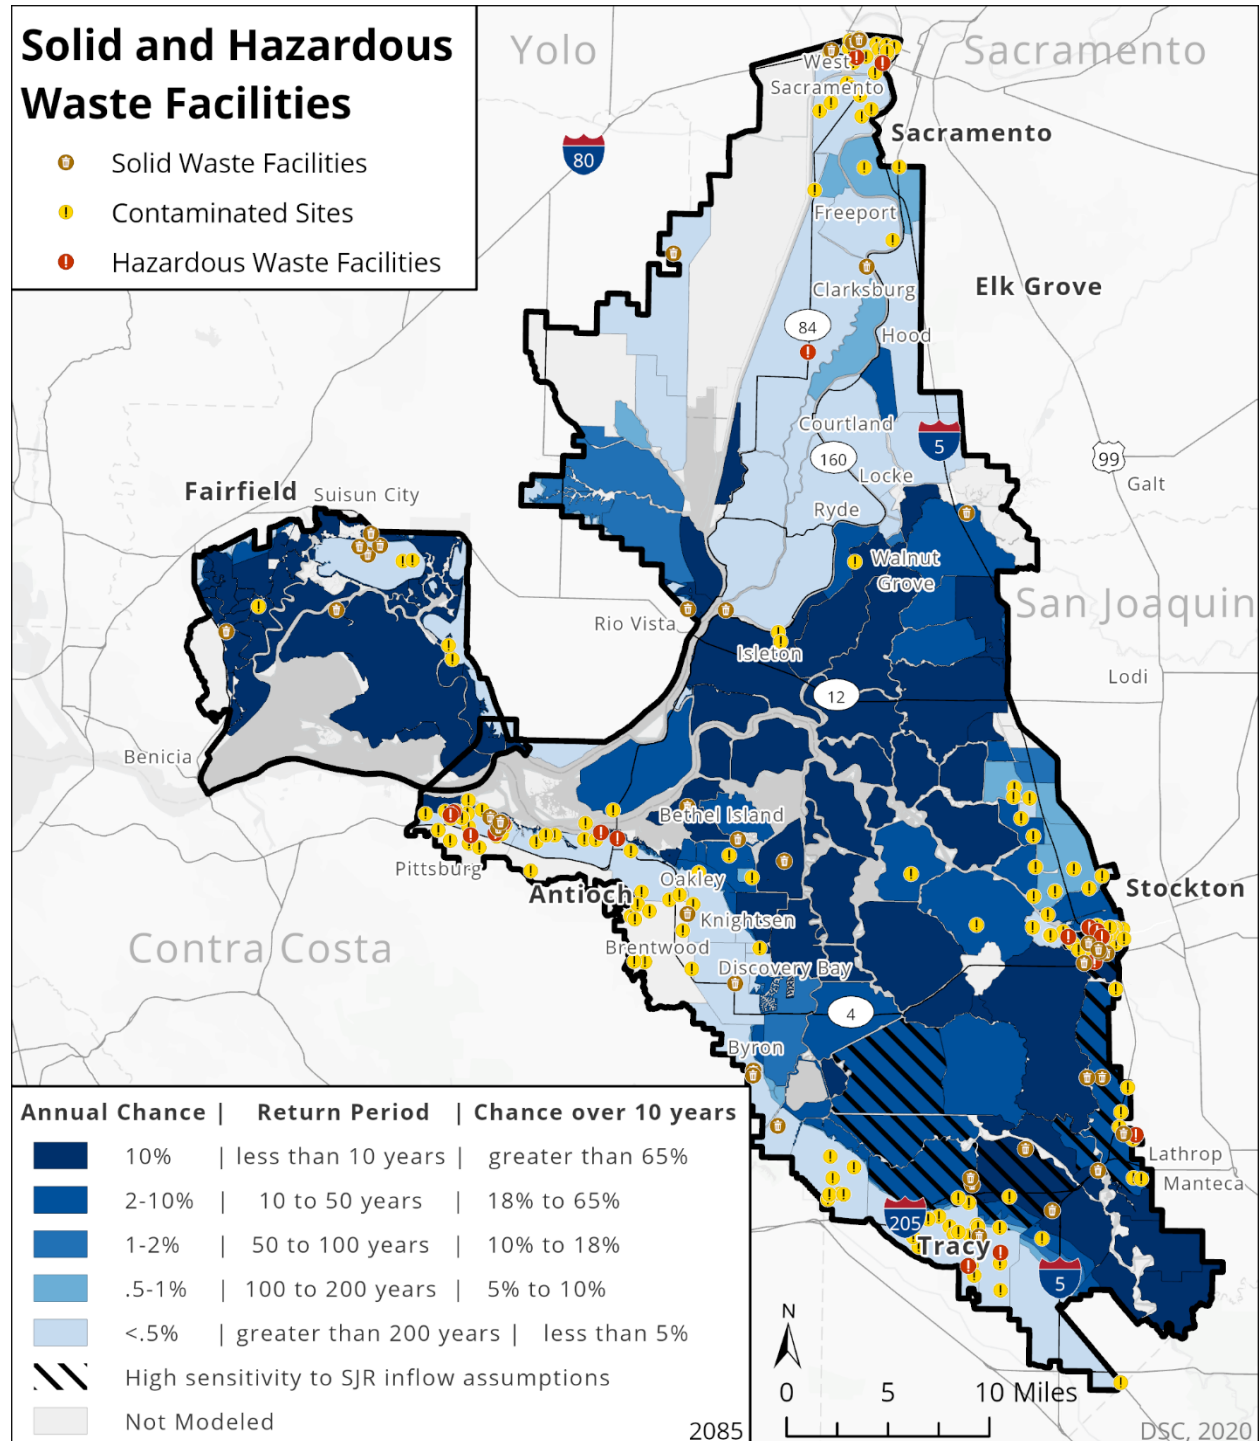 Solid and Hazardous
Waste Facilities
Solid Waste Facilities
Contaminated Sites
Hazardous Waste Facilities
Yolo
Sacramento
80
West
Sacramento
Sacramento
Freeport
Clarksburg
Elk Grove
84
Hood
Courtland
5
160
99
Locke
Galt
Fairfield
Suisun City
Ryde
Walnut
Grove
San Joaquin
Rio Vista
Isleton
Lodi
12
Benicia
Bethel Island
Pittsburg
Antioch
Oakley
Stockton
Knightsen
Brentwood
Contra Costa
Discovery Bay
4
Byron
Lathrop
Manteca
205
Tracy
5
Annual Chance | Return Period | Chance over 10 years
10% | less than 10 years | greater than 65%
2-10% | 10 to 50 years | 18% to 65%
1-2% | 50 to 100 years | 10% to 18%
.5-1% | 100 to 200 years | 5% to 10%
<.5% | greater than 200 years | less than 5%
High sensitivity to SJR inflow assumptions
Not Modeled
N
0 5 10 Miles
2085
DSC, 2020